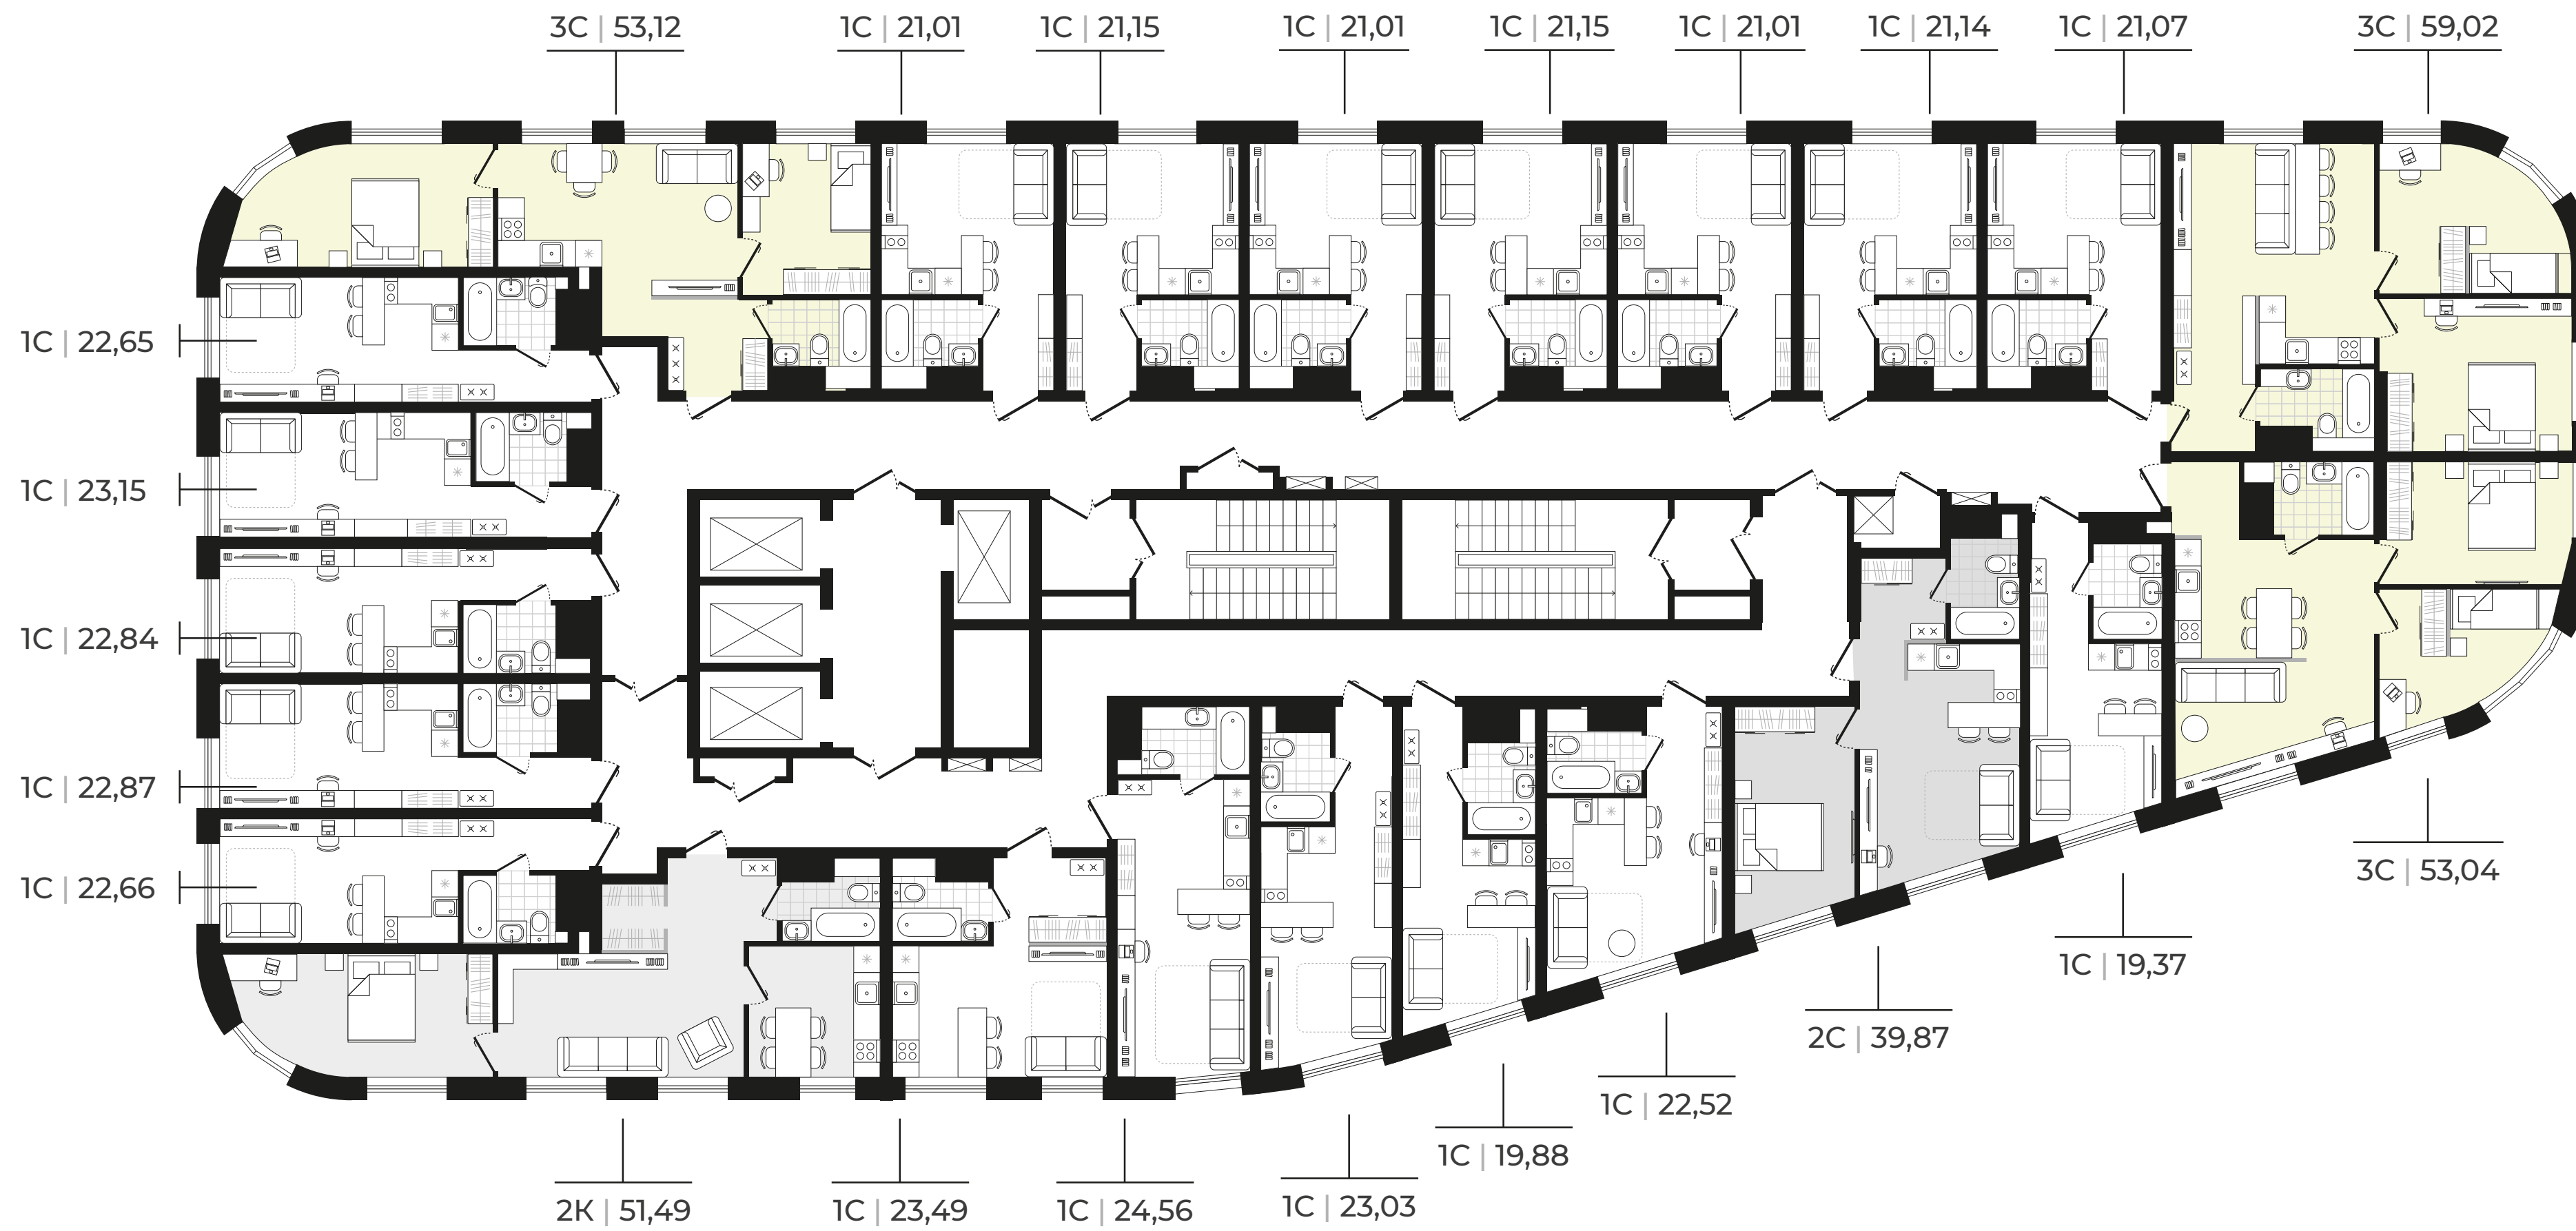 3С | 53,12
1С | 21,01
1С | 21,15
1С | 21,01
1С | 21,15
1С | 21,01
1С | 21,14
1С | 21,07
3С | 59,02
1С | 22,65
1С | 23,15
1С | 22,84
1С | 22,87
1С | 22,66
3С | 53,04
1С | 19,37
2С | 39,87
1С | 22,52
1С | 19,88
2К | 51,49
1С | 23,49
1С | 24,56
1С | 23,03